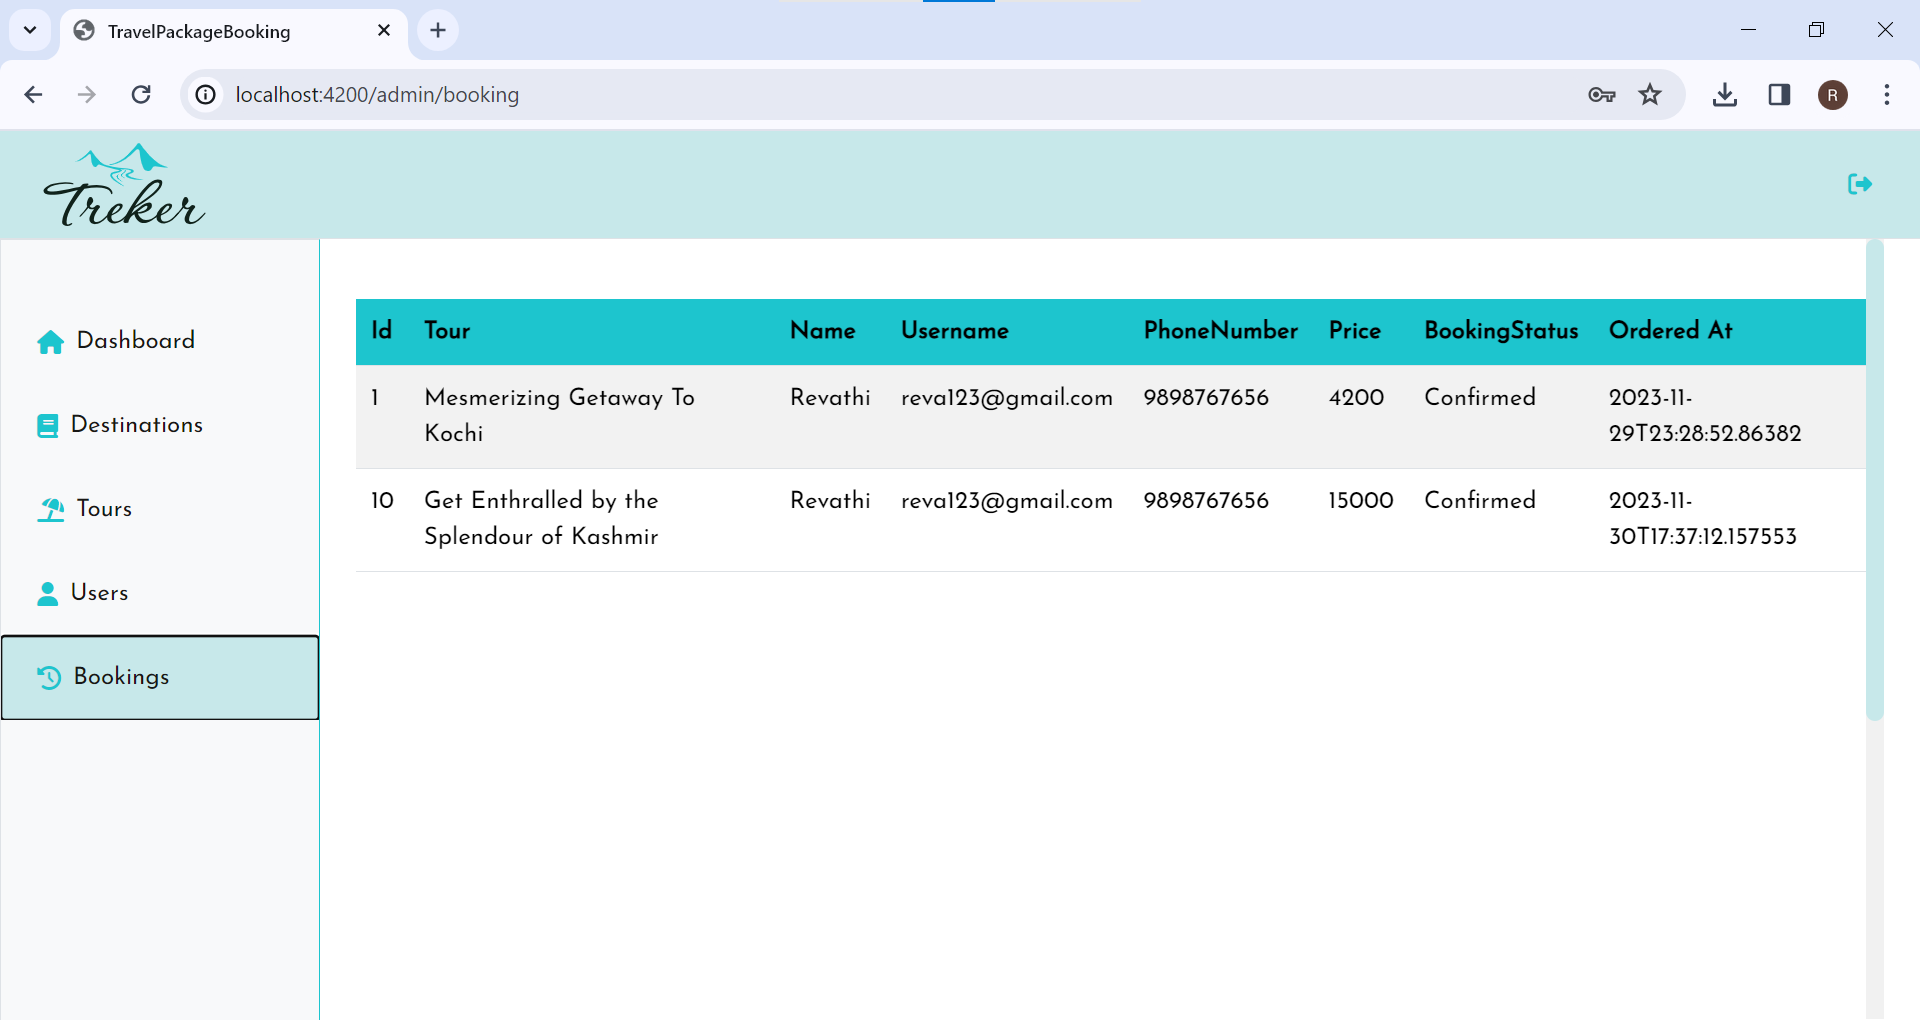 TravelPackageBooking
localhost:4200/admin/booking
R
Treker
Dashboard
Destinations
Tours
Users
Bookings
Id Tour Name Username PhoneNumber Price BookingStatus Ordered At
1 Mesmerizing Getaway To Revathi reva123@gmail.com 9898767656 4200 Confirmed 2023-11-
Kochi 29T23:28:52.86382
10 Get Enthralled by the Revathi reva123@gmail.com 9898767656 15000 Confirmed 2023-11-
Splendour of Kashmir 30T17:37:12.157553